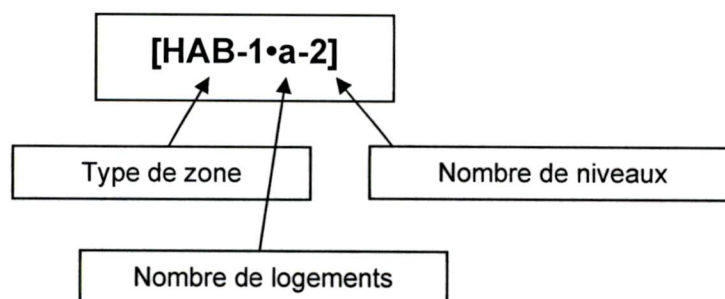 [HAB-1•a-2]
Type de zone
Nombre de niveaux
Nombre de logements